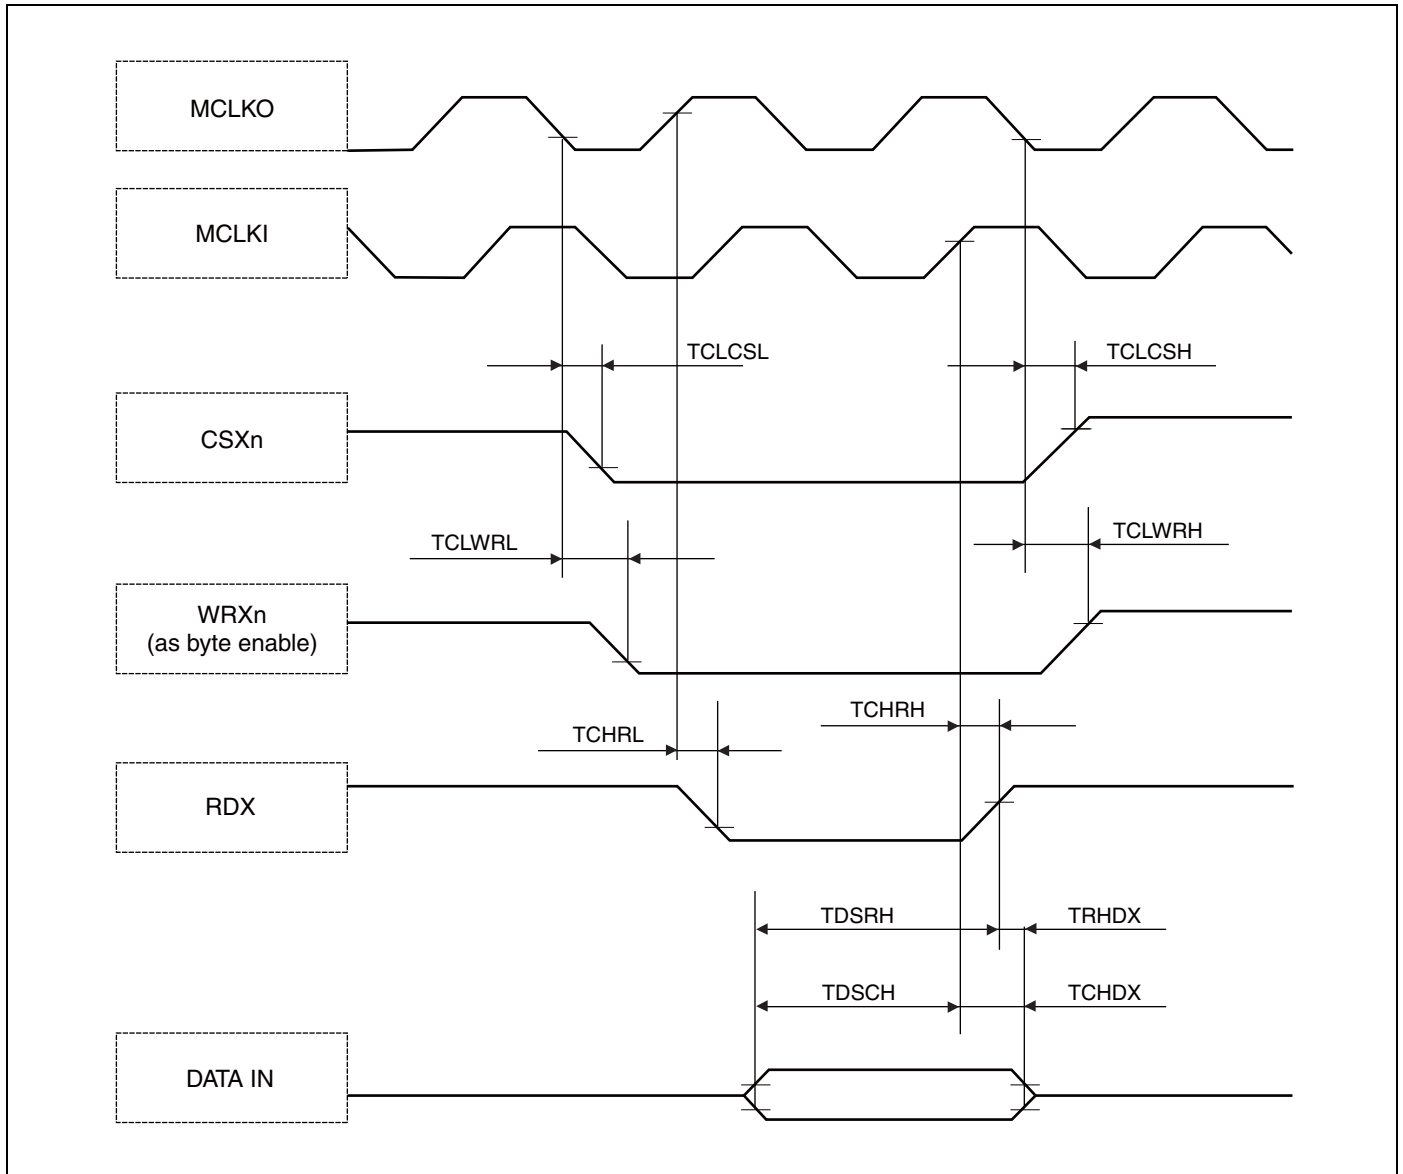 MCLKO
MCLKI
TCLCSL
TCLCSH
CSXn
TCLWRL
TCLWRH
WRXn
(as byte enable)
TCHRH
TCHRL
RDX
TDSRH
TRHDX
TDSCH
TCHDX
DATA IN